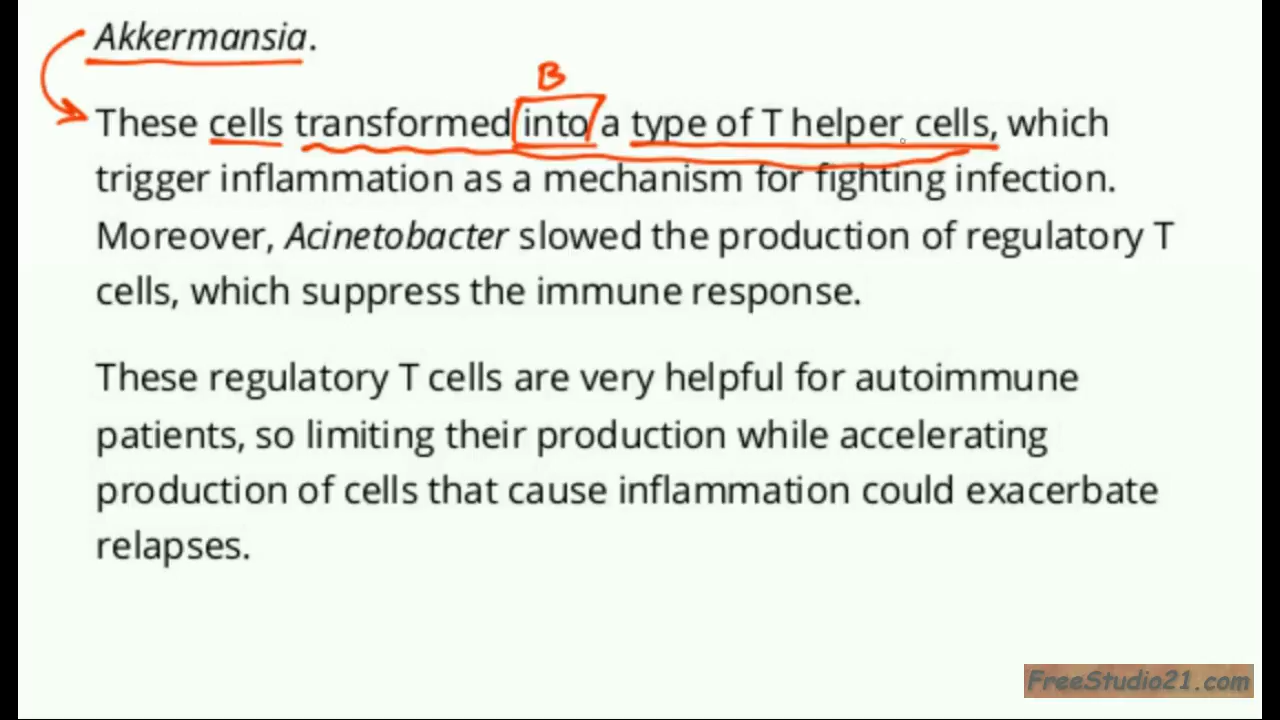 Akkermansia.
B
These cells transformed into a type of T helper cells, which
trigger inflammation as a mechanism for fighting infection.
Moreover, Acinetobacter slowed the production of regulatory T
cells, which suppress the immune response.
These regulatory T cells are very helpful for autoimmune
patients, so limiting their production while accelerating
production of cells that cause inflammation could exacerbate
relapses.
FreeStudio21.com